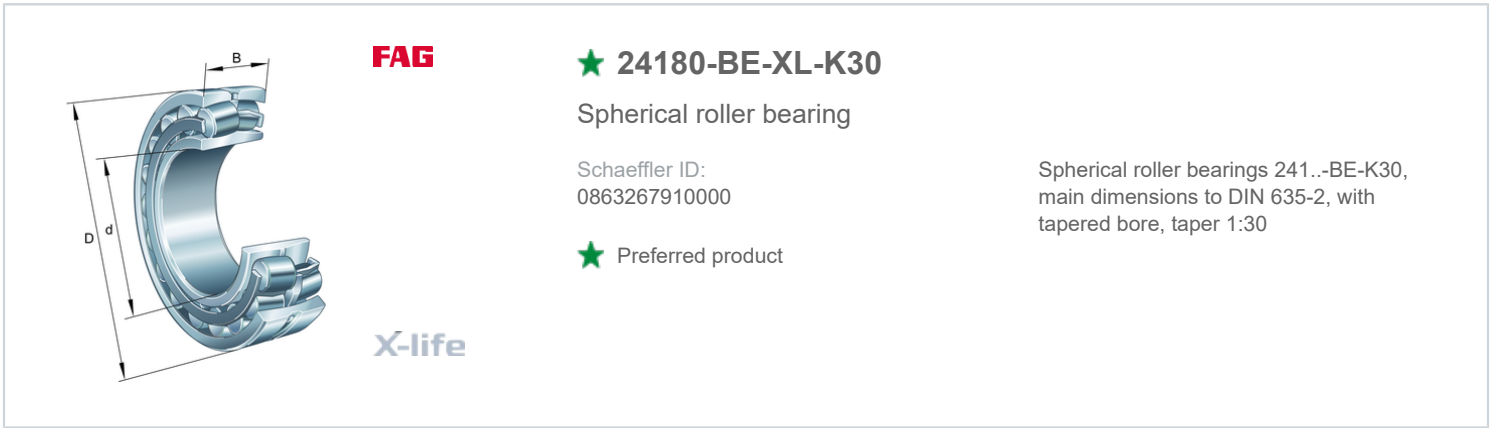 B
D
d
FAG
X-life
24180-BE-XL-K30
Spherical roller bearing
Schaeffler ID:
0863267910000
Preferred product
Spherical roller bearings 241..-BE-K30,
main dimensions to DIN 635-2, with
tapered bore, taper 1:30